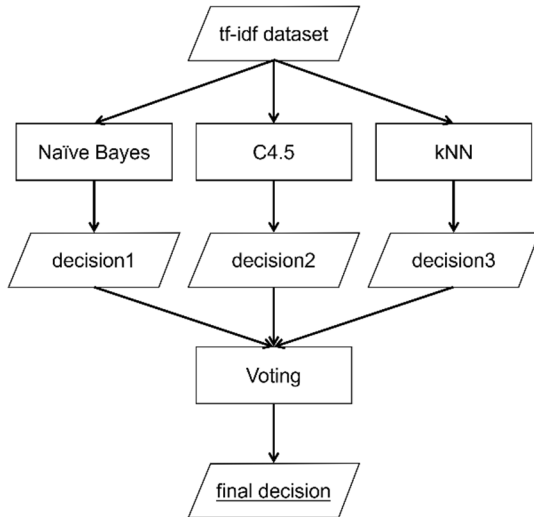 tf-idf dataset
Naïve Bayes
C4.5
kNN
decision1
decision2
decision3
Voting
final decision